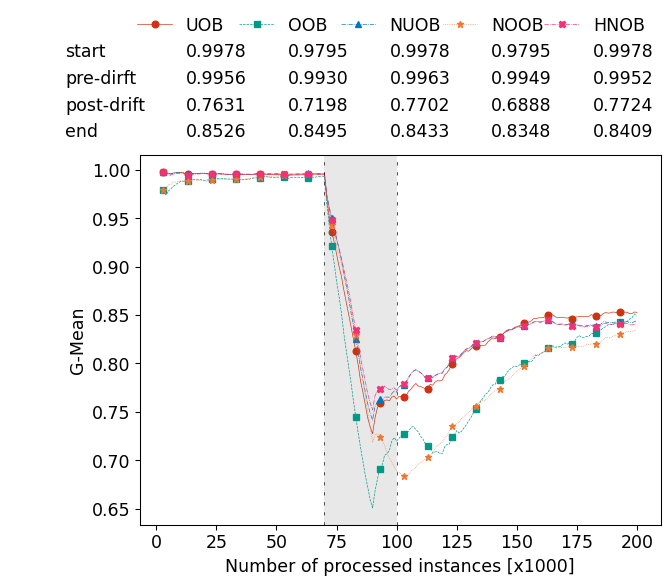 UOB OOB NUOB NOOB HNOB
start 0.9978 0.9795 0.9978 0.9795 0.9978
pre-dirft 0.9956 0.9930 0.9963 0.9949 0.9952
post-drift 0.7631 0.7198 0.7702 0.6888 0.7724
end 0.8526 0.8495 0.8433 0.8348 0.8409
1.00
0.95
0.90
0.85
0.80
0.75
0.70
0.65
G-Mean
0 25 50 75 100 125 150 175 200
Number of processed instances [x1000]